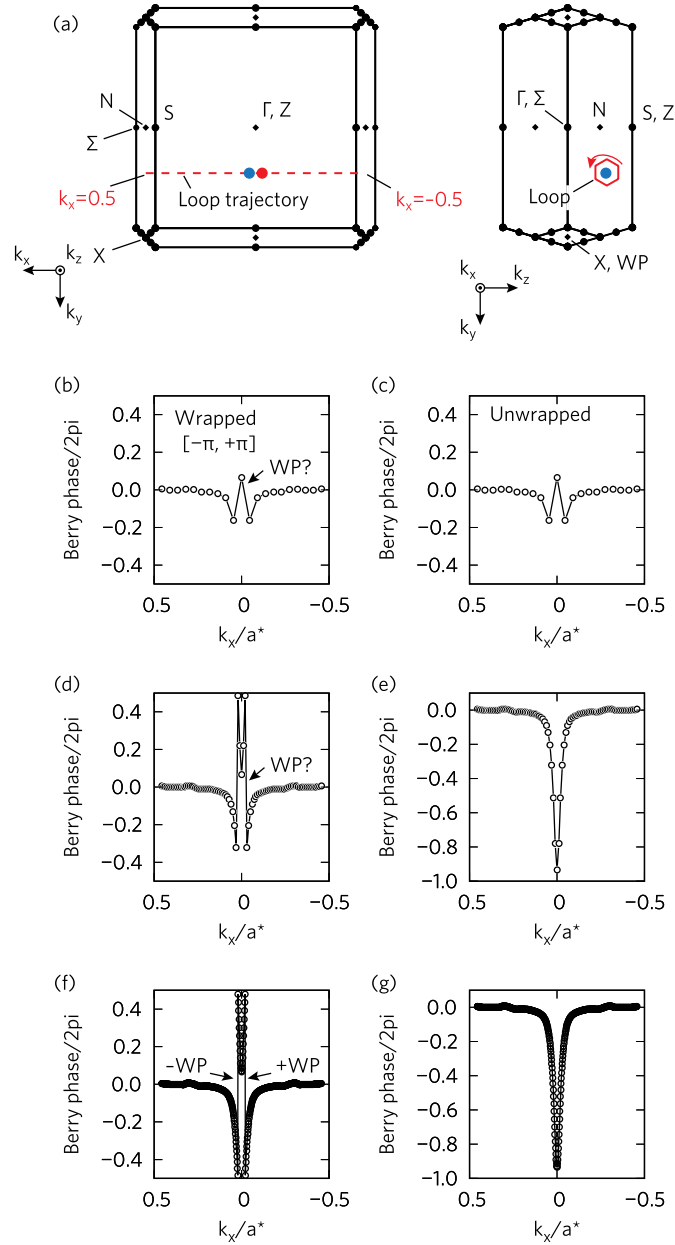 (a)
N
S
Γ, Z
Σ
k_x=0.5
Loop trajectory
k_x=−0.5
X
k_x
k_z
k_y
Γ, Σ
N
S, Z
Loop
X, WP
k_x
k_z
k_y
(b)
Berry phase/2pi
0.4
0.2
0.0
−0.2
−0.4
Wrapped
[−π, +π]
WP?
0.5
0
−0.5
k_x/a*
(c)
Berry phase/2pi
0.4
0.2
0.0
−0.2
−0.4
Unwrapped
0.5
0
−0.5
k_x/a*
(d)
Berry phase/2pi
0.4
0.2
0.0
−0.2
−0.4
WP?
0.5
0
−0.5
k_x/a*
(e)
Berry phase/2pi
0.0
−0.2
−0.4
−0.6
−0.8
−1.0
0.5
0
−0.5
k_x/a*
(f)
Berry phase/2pi
0.4
0.2
0.0
−0.2
−0.4
−WP
+WP
0.5
0
−0.5
k_x/a*
(g)
Berry phase/2pi
0.0
−0.2
−0.4
−0.6
−0.8
−1.0
0.5
0
−0.5
k_x/a*